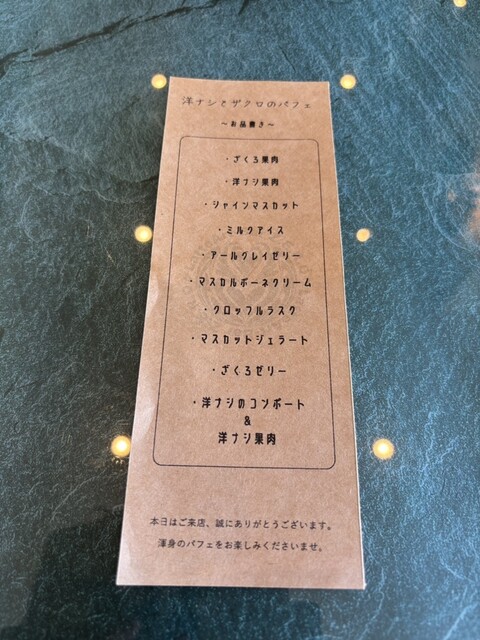 洋ナシとザクロのパフェ
～お品書き～
・ざくろ果肉
・洋ナシ果肉
・シャインマスカット
・ミルクアイス
・アールグレイゼリー
・マスカルポーネクリーム
・クロッフルラスク
・マスカットジェラート
・ざくろゼリー
・洋ナシのコンポート
&
洋ナシ果肉
本日はご来店、誠にありがとうございます。
渾身のパフェをお楽しみくださいませ。